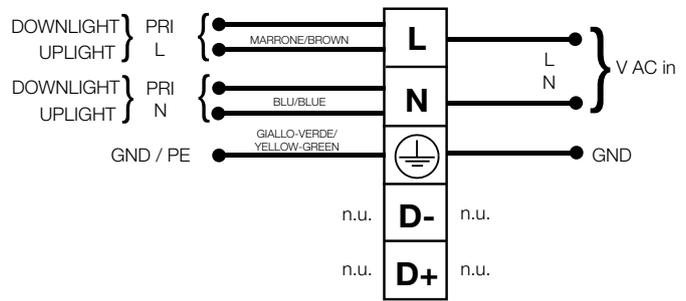 DOWNLIGHT } PRI { L
UPLIGHT L MARRONE/BROWN L
N } V AC in
DOWNLIGHT } PRI { N
UPLIGHT N BLU/BLUE
GIALLO-VERDE/
YELLOW-GREEN
GND / PE GND
n.u. D- n.u.
n.u. D+ n.u.